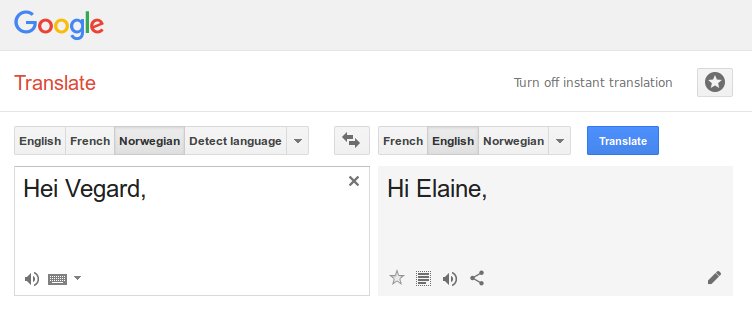 Google
Translate
Turn off instant translation
English French Norwegian Detect language
French English Norwegian
Translate
Hei Vegard,
Hi Elaine,